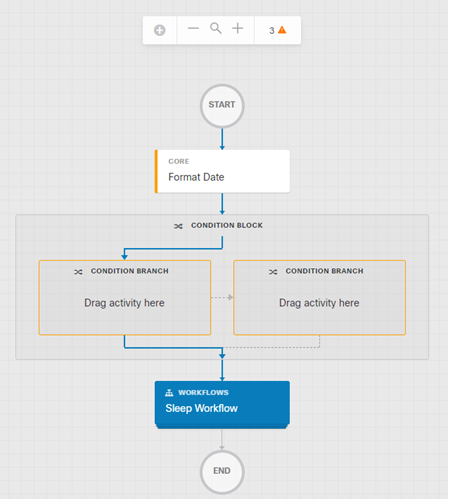 3
START
CORE
Format Date
CONDITION BLOCK
CONDITION BRANCH
CONDITION BRANCH
Drag activity here
Drag activity here
WORKFLOWS
Sleep Workflow
END